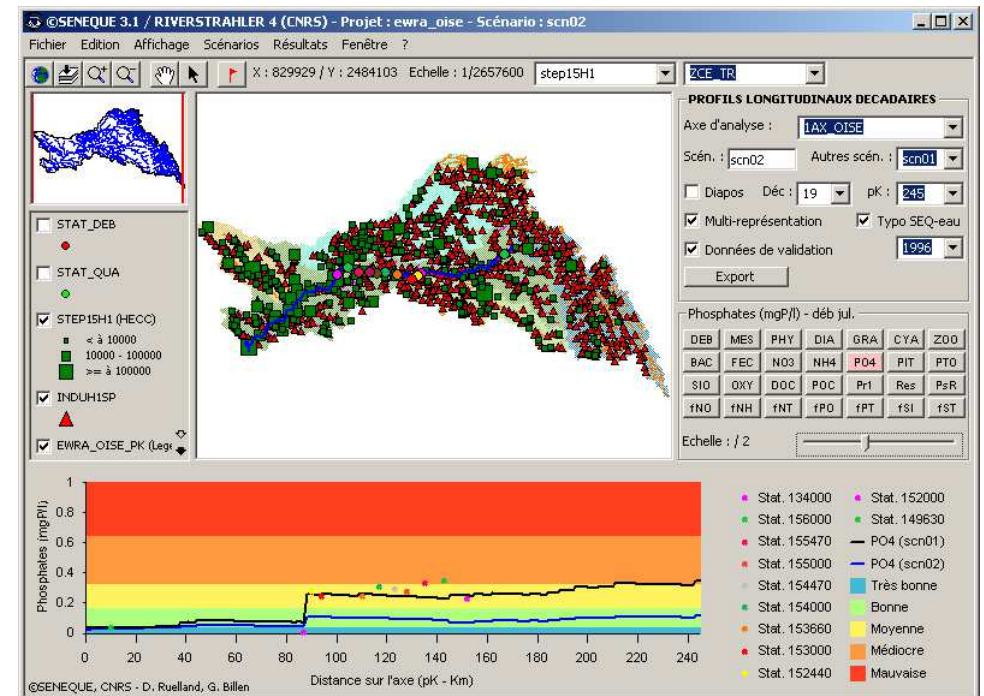 ©SENEQUE 3.1 / RIVERSTRAHLER 4 (CNRS) - Projet : ewra_oise - Scénario : scn02
Fichier Edition Affichage Scénarios Résultats Fenêtre ?
X : 829929 / Y : 2484103 Echelle : 1/2657600 step15H1 ZCE_TR
PROFILS LONGITUDINAUX DECADAIRES
Axe d'analyse : 1AX_OISE
Scén. : scn02 Autres scén. : scn01
Diapos Déc : 19 pK : 245
Multi-représentation Typo SEQ-eau
Données de validation 1996
Export
STAT_DEB
STAT_QUA
STEP15H1 (HECC)
< à 10000
10000 - 100000
>= à 100000
INDUH1SP
EWRA_OISE_PK (Lege
Phosphates (mgP/l) - déb jul.
DEB MES PHY DIA GRA CYA ZOO
BAC FEC NO3 NH4 PO4 PIT PTO
SIO OXY DOC POC Pr1 Res PsR
fNO fNH fNT fPO fPT fSI fST
Echelle : / 2
Phosphates (mgP/l)
1
0.8
0.6
0.4
0.2
0
0 20 40 60 80 100 120 140 160 180 200 220 240
Distance sur l'axe (pK - Km)
©SENEQUE, CNRS - D. Ruelland, G. Billen
Stat. 134000 Stat. 152000
Stat. 156000 Stat. 149630
Stat. 155470 PO4 (scn01)
Stat. 155000 PO4 (scn02)
Stat. 154470 Très bonne
Stat. 154000 Bonne
Stat. 153660 Moyenne
Stat. 153000 Médiocre
Stat. 152440 Mauvaise